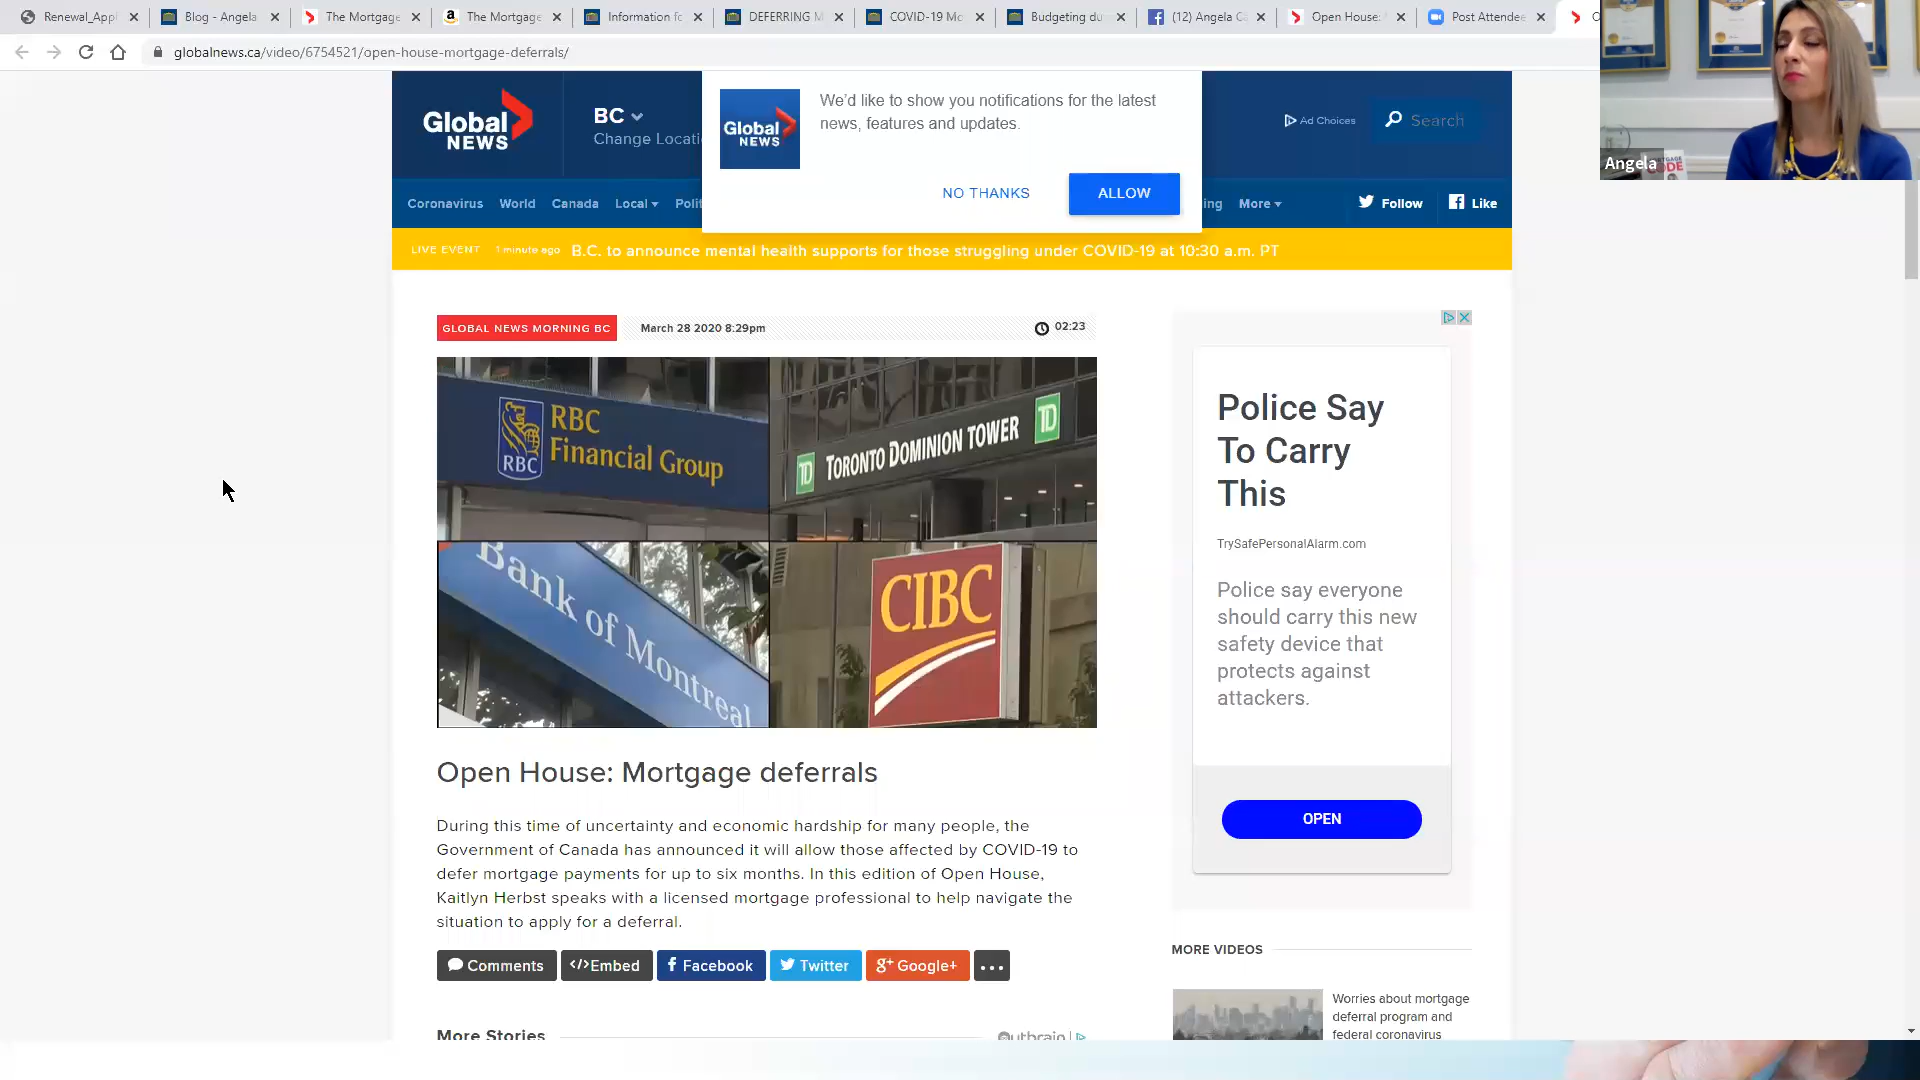 Renewal_Appl
Blog - Angela
The Mortgage
The Mortgage
Information fo
DEFERRING M
COVID-19 Mo
Budgeting du
(12) Angela Ca
Open House:
Post Attendee
globalnews.ca/video/6754521/open-house-mortgage-deferrals/
Angela
Global
NEWS
BC
Change Locati
Global
NEWS
We'd like to show you notifications for the latest
news, features and updates.
NO THANKS
ALLOW
Ad Choices
Search
Coronavirus World Canada Local Polit
ing More Follow Like
LIVE EVENT 1 minute ago B.C. to announce mental health supports for those struggling under COVID-19 at 10:30 a.m. PT
GLOBAL NEWS MORNING BC March 28 2020 8:29pm 02:23
RBC
Financial Group
RBC
TD TORONTO DOMINION TOWER TD
Bank of Montreal
CIBC
Open House: Mortgage deferrals
During this time of uncertainty and economic hardship for many people, the
Government of Canada has announced it will allow those affected by COVID-19 to
defer mortgage payments for up to six months. In this edition of Open House,
Kaitlyn Herbst speaks with a licensed mortgage professional to help navigate the
situation to apply for a deferral.
Comments </>Embed Facebook Twitter g+ Google+ ...
More Stories
Outbrain
Police Say
To Carry
This
TrySafePersonalAlarm.com
Police say everyone
should carry this new
safety device that
protects against
attackers.
OPEN
MORE VIDEOS
Worries about mortgage
deferral program and
federal coronavirus